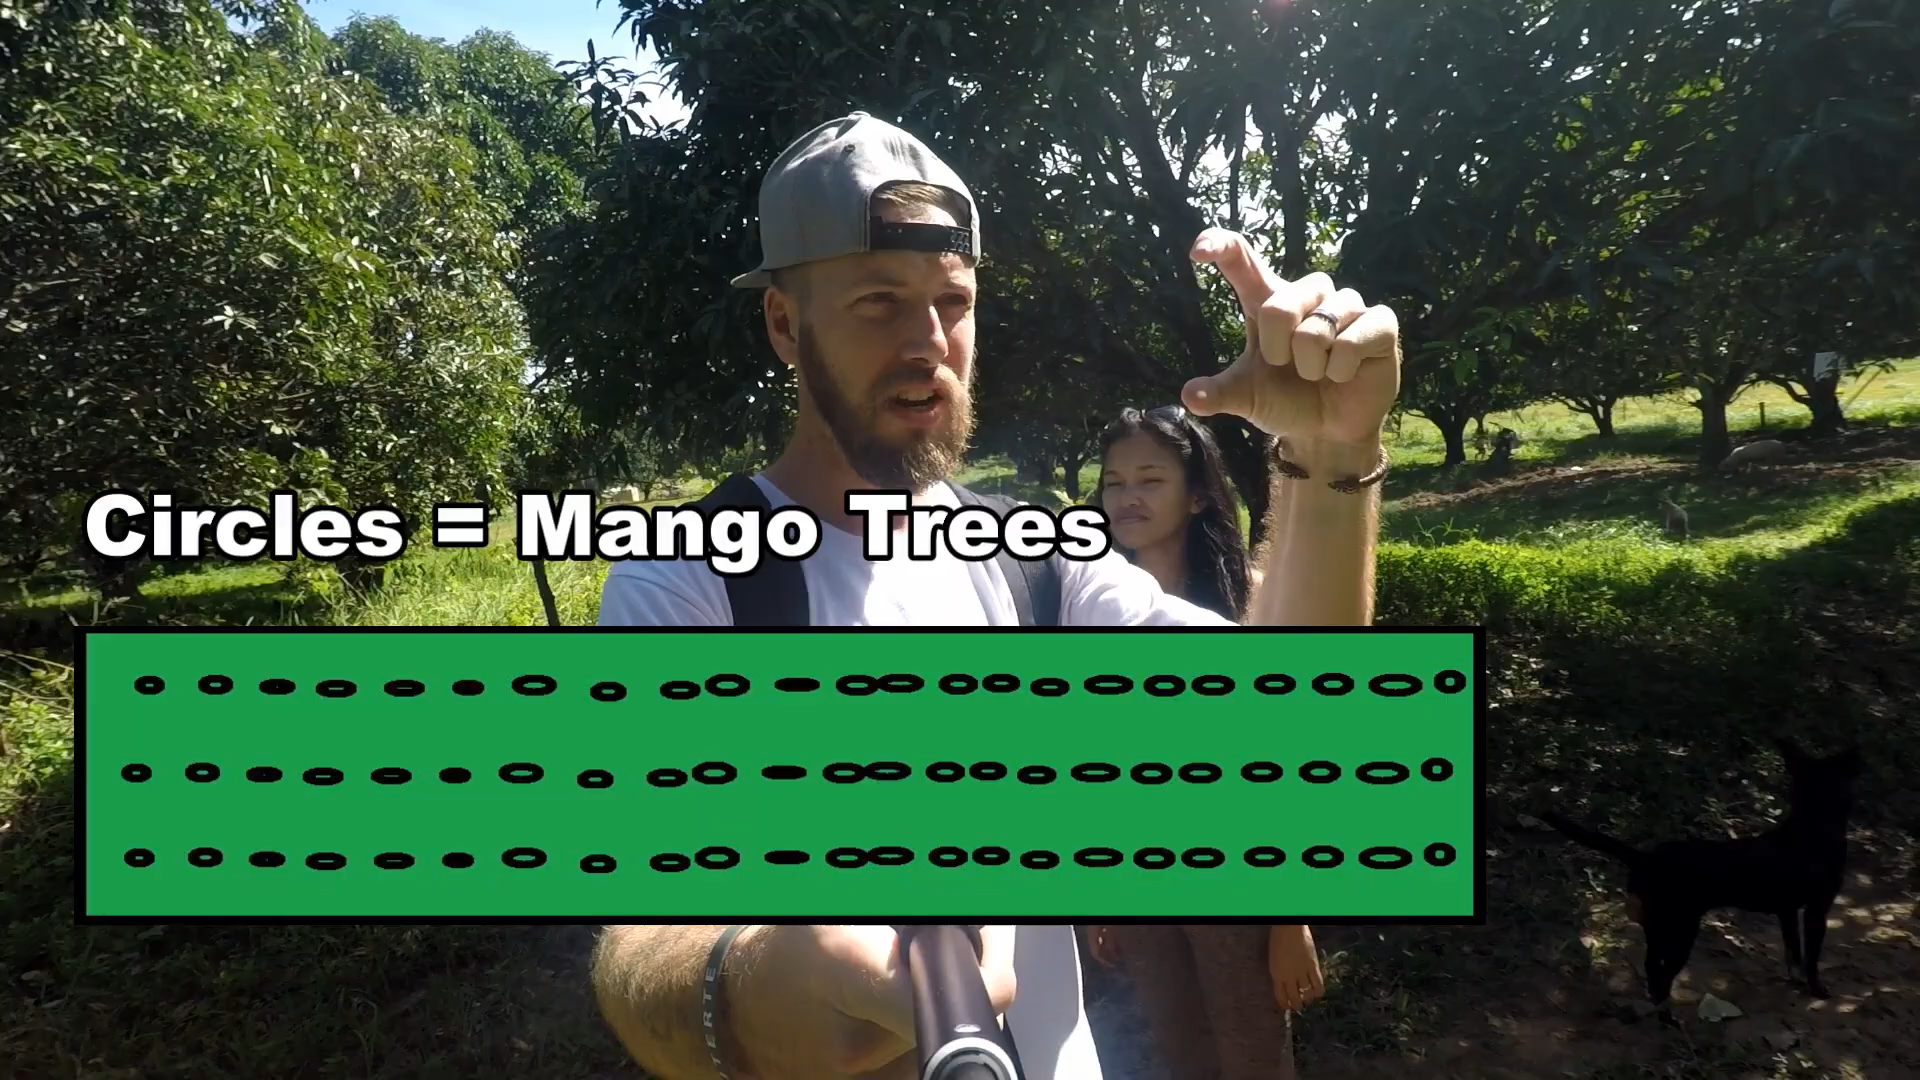 Circles = Mango Trees